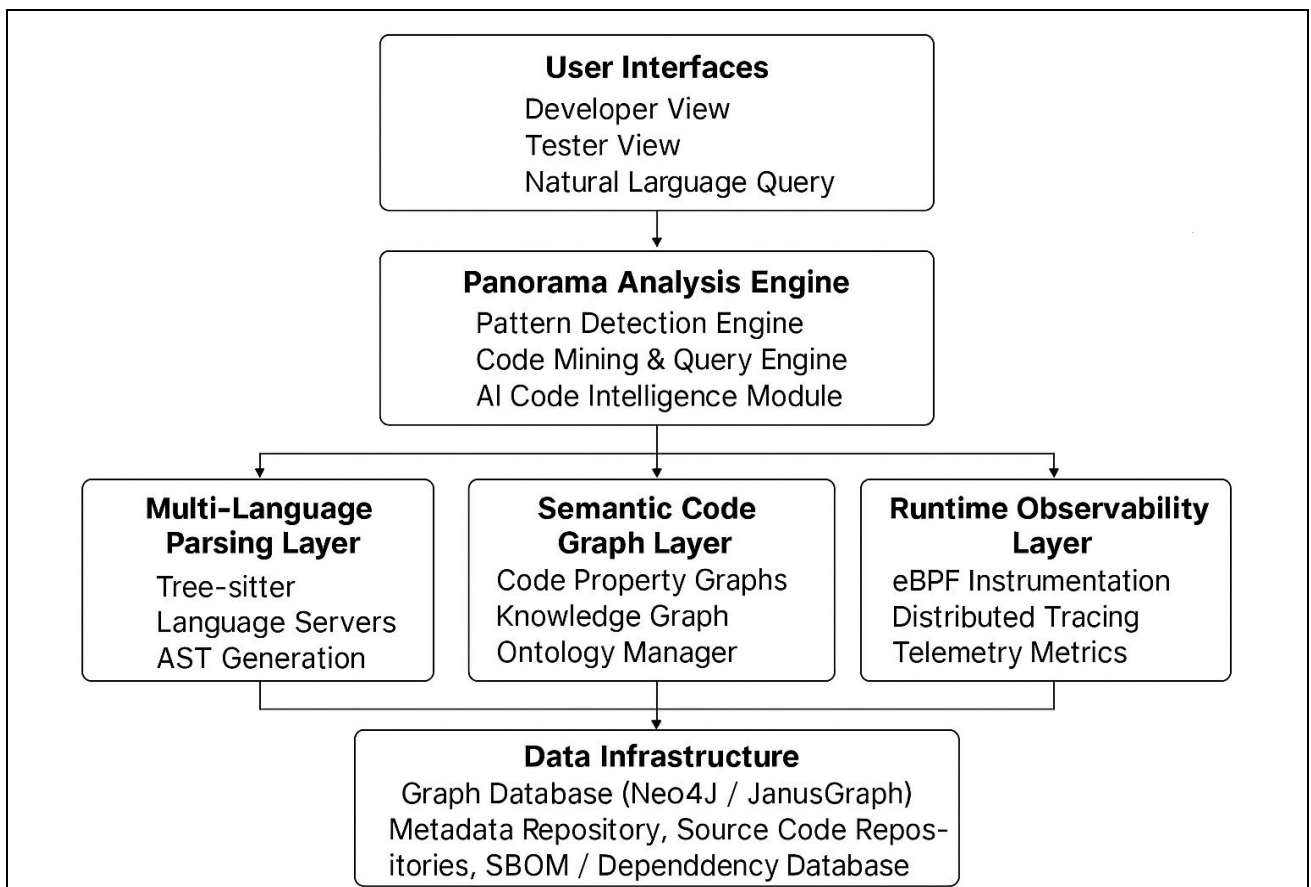 User Interfaces
Developer View
Tester View
Natural Larguage Query
Panorama Analysis Engine
Pattern Detection Engine
Code Mining & Query Engine
AI Code Intelligence Module
Multi-Language
Parsing Layer
Tree-sitter
Language Servers
AST Generation
Semantic Code
Graph Layer
Code Property Graphs
Knowledge Graph
Ontology Manager
Runtime Observability
Layer
eBPF Instrumentation
Distributed Tracing
Telemetry Metrics
Data Infrastructure
Graph Database (Neo4J / JanusGraph)
Metadata Repository, Source Code Repos-
itories, SBOM / Dependdency Database